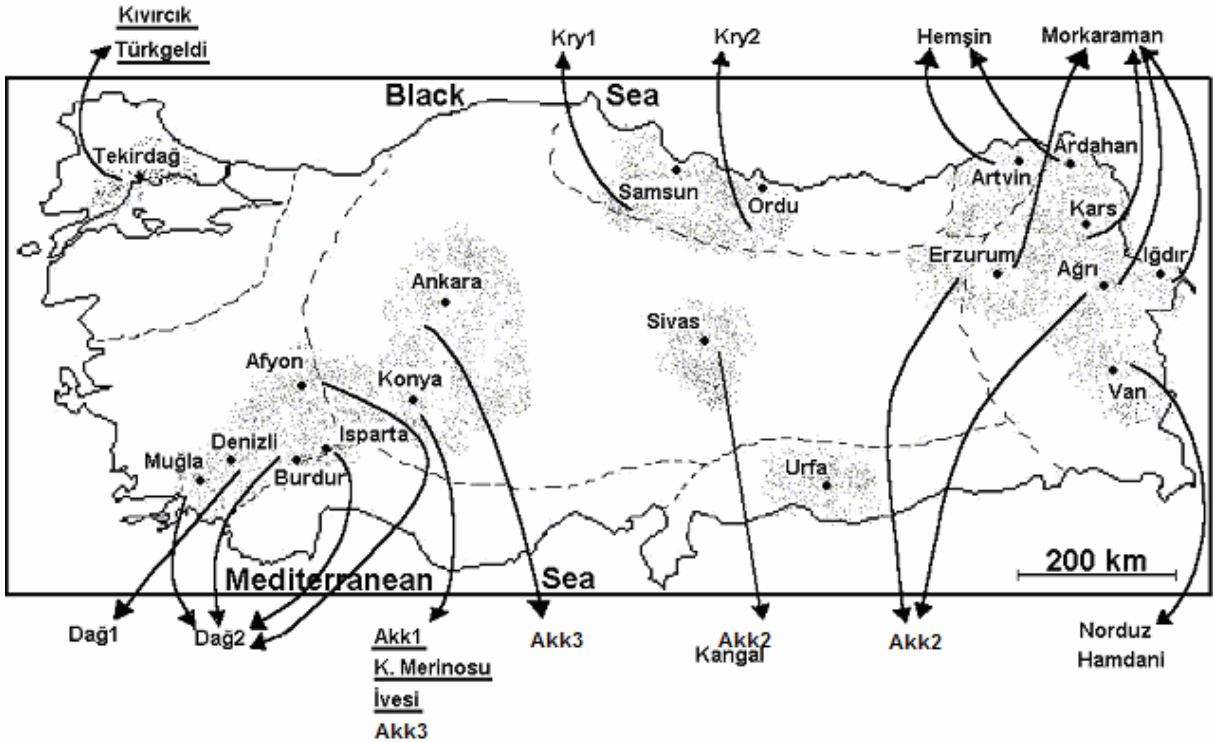 Kıvırcık
Türkgeldi
Kry1
Kry2
Hemşin
Morkaraman
Black Sea
Tekirdağ
Samsun
Ordu
Artvin
Ardahan
Kars
Erzurum
Ağrı
Iğdır
Ankara
Sivas
Afyon
Konya
Van
Muğla
Denizli
Burdur
Isparta
Urfa
200 km
Mediterranean Sea
Dağ1
Dağ2
Akk1
K. Merinosu
İvesi
Akk3
Akk3
Akk2
Kangal
Akk2
Norduz
Hamdani